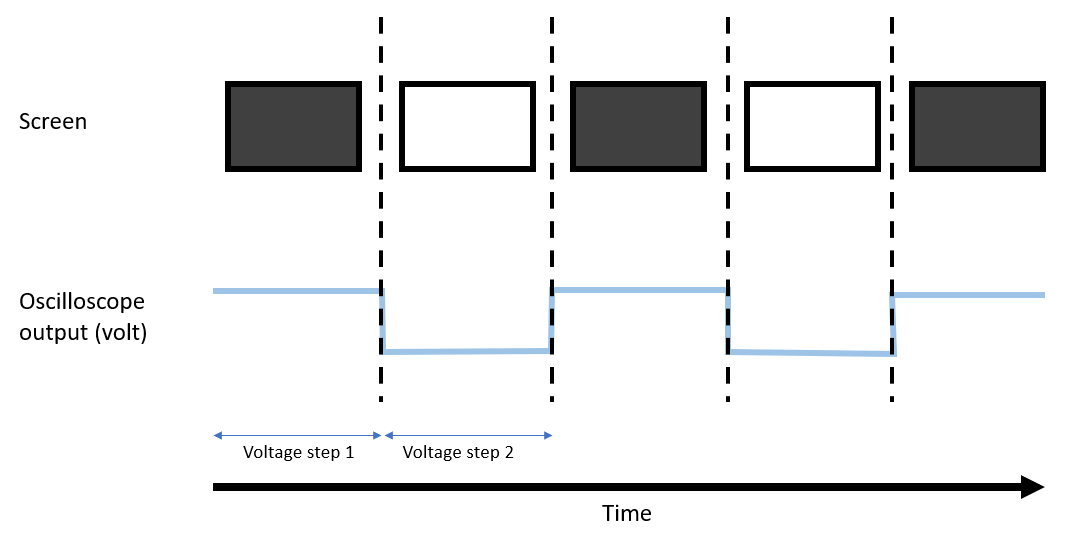 Screen
Oscilloscope
output (volt)
Voltage step 1
Voltage step 2
Time